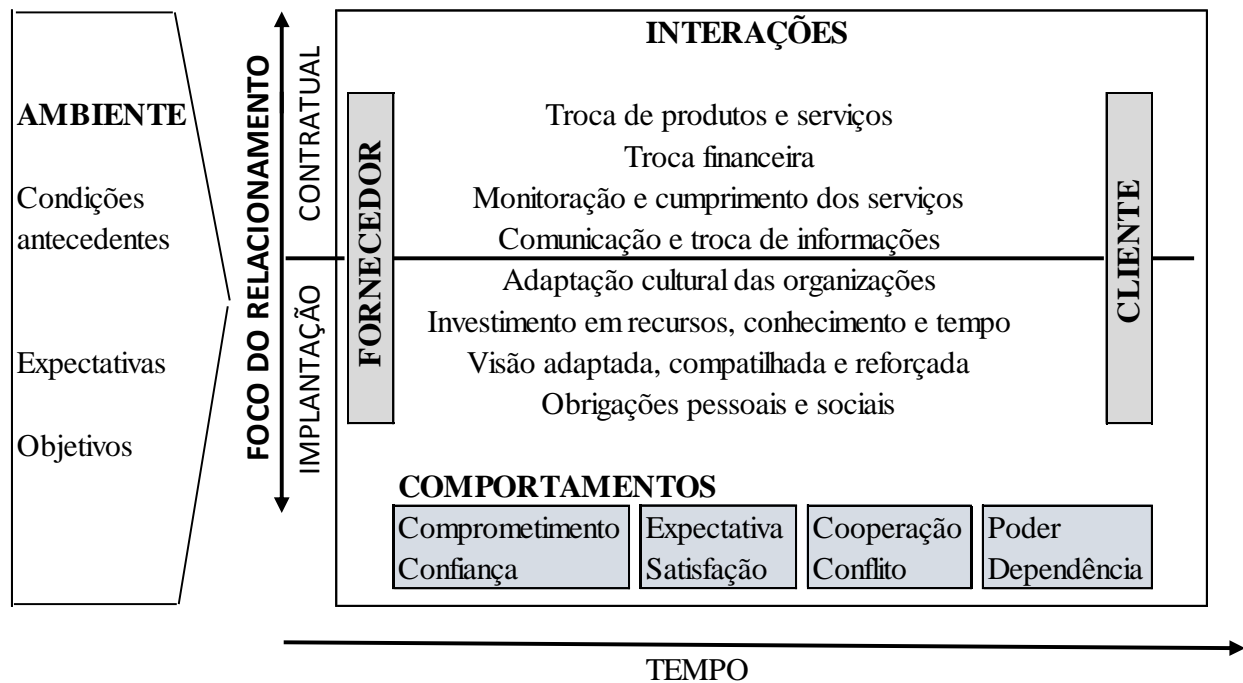 AMBIENTE
Condições
antecedentes
Expectativas
Objetivos
FOCO DO RELACIONAMENTO
CONTRATUAL
IMPLANTAÇÃO
INTERAÇÕES
FORNECEDOR
Troca de produtos e serviços
Troca financeira
Monitoração e cumprimento dos serviços
Comunicação e troca de informações
Adaptação cultural das organizações
Investimento em recursos, conhecimento e tempo
Visão adaptada, compatilhada e reforçada
Obrigações pessoais e sociais
CLIENTE
COMPORTAMENTOS
Comprometimento
Confiança
Expectativa
Satisfação
Cooperação
Conflito
Poder
Dependência
TEMPO